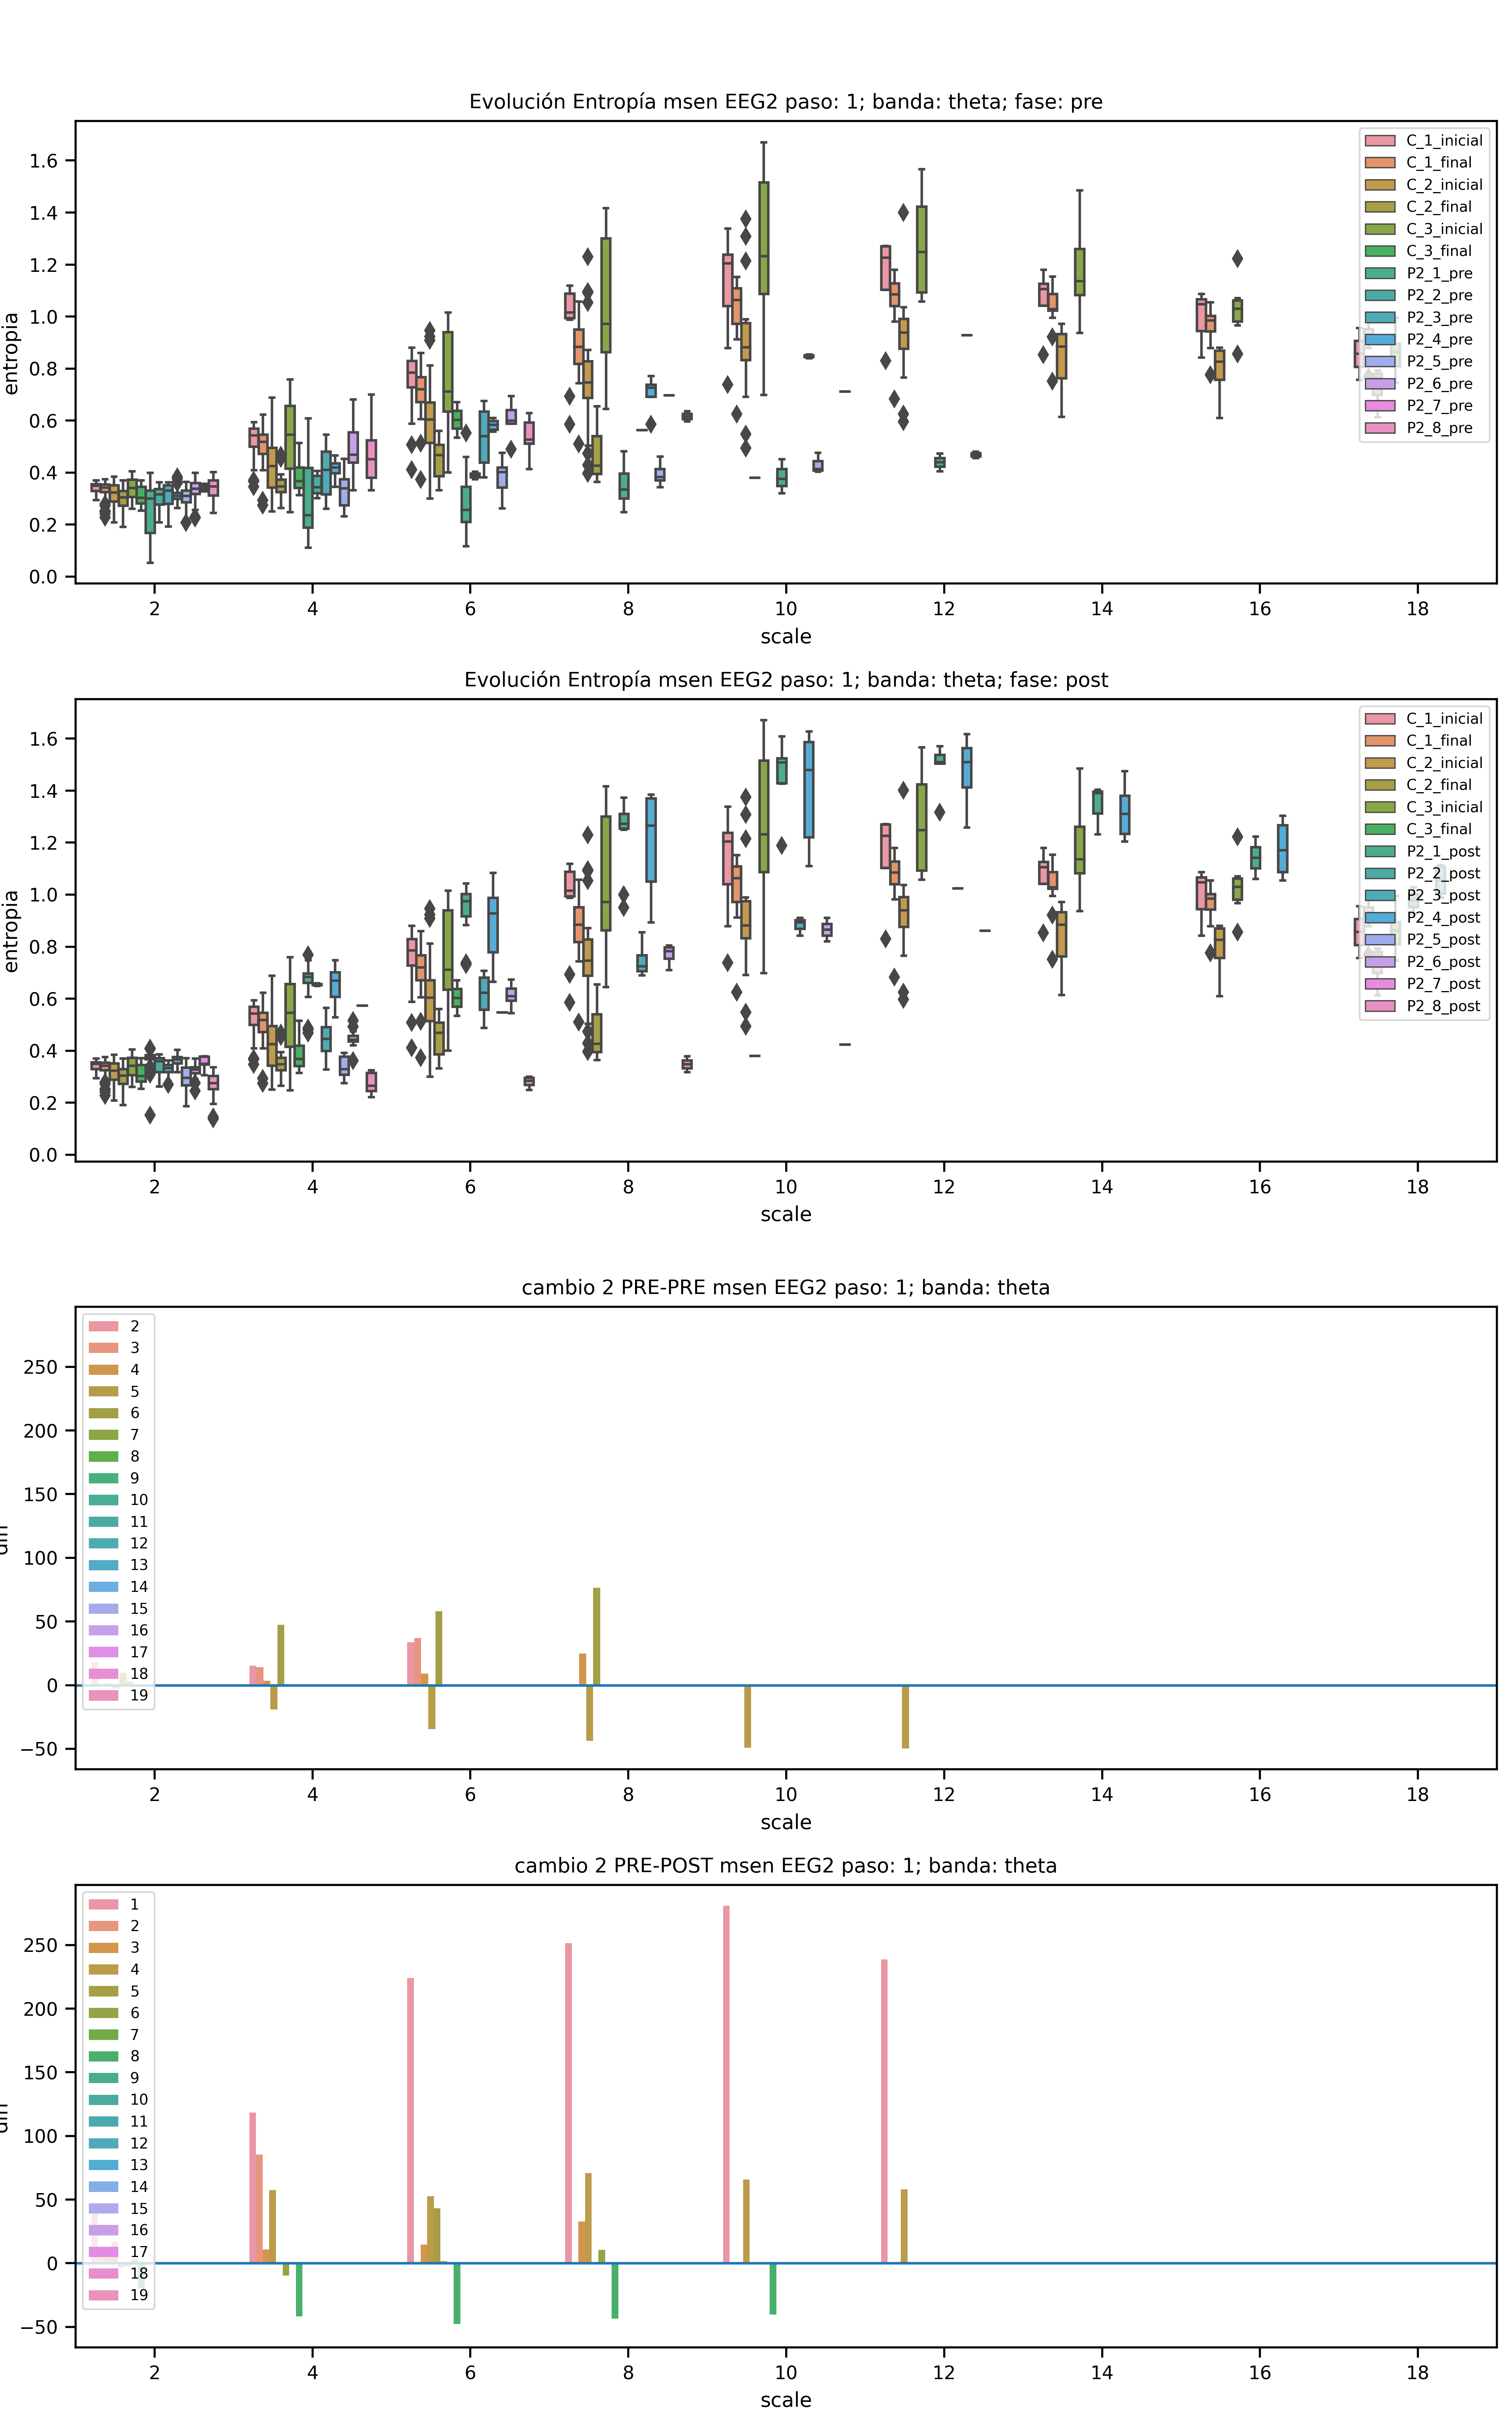 Evolución Entropía msen EEG2 paso: 1; banda: theta; fase: pre
entropia
1.6
1.4
1.2
1.0
0.8
0.6
0.4
0.2
0.0
C_1_inicial
C_1_final
C_2_inicial
C_2_final
C_3_inicial
C_3_final
P2_1_pre
P2_2_pre
P2_3_pre
P2_4_pre
P2_5_pre
P2_6_pre
P2_7_pre
P2_8_pre
2 4 6 8 10 12 14 16 18
scale
Evolución Entropía msen EEG2 paso: 1; banda: theta; fase: post
entropia
1.6
1.4
1.2
1.0
0.8
0.6
0.4
0.2
0.0
C_1_inicial
C_1_final
C_2_inicial
C_2_final
C_3_inicial
C_3_final
P2_1_post
P2_2_post
P2_3_post
P2_4_post
P2_5_post
P2_6_post
P2_7_post
P2_8_post
2 4 6 8 10 12 14 16 18
scale
cambio 2 PRE-PRE msen EEG2 paso: 1; banda: theta
250
200
150
100
50
0
−50
2
3
4
5
6
7
8
9
10
11
12
13
14
15
16
17
18
19
2 4 6 8 10 12 14 16 18
scale
cambio 2 PRE-POST msen EEG2 paso: 1; banda: theta
250
200
150
100
50
0
−50
1
2
3
4
5
6
7
8
9
10
11
12
13
14
15
16
17
18
19
2 4 6 8 10 12 14 16 18
scale